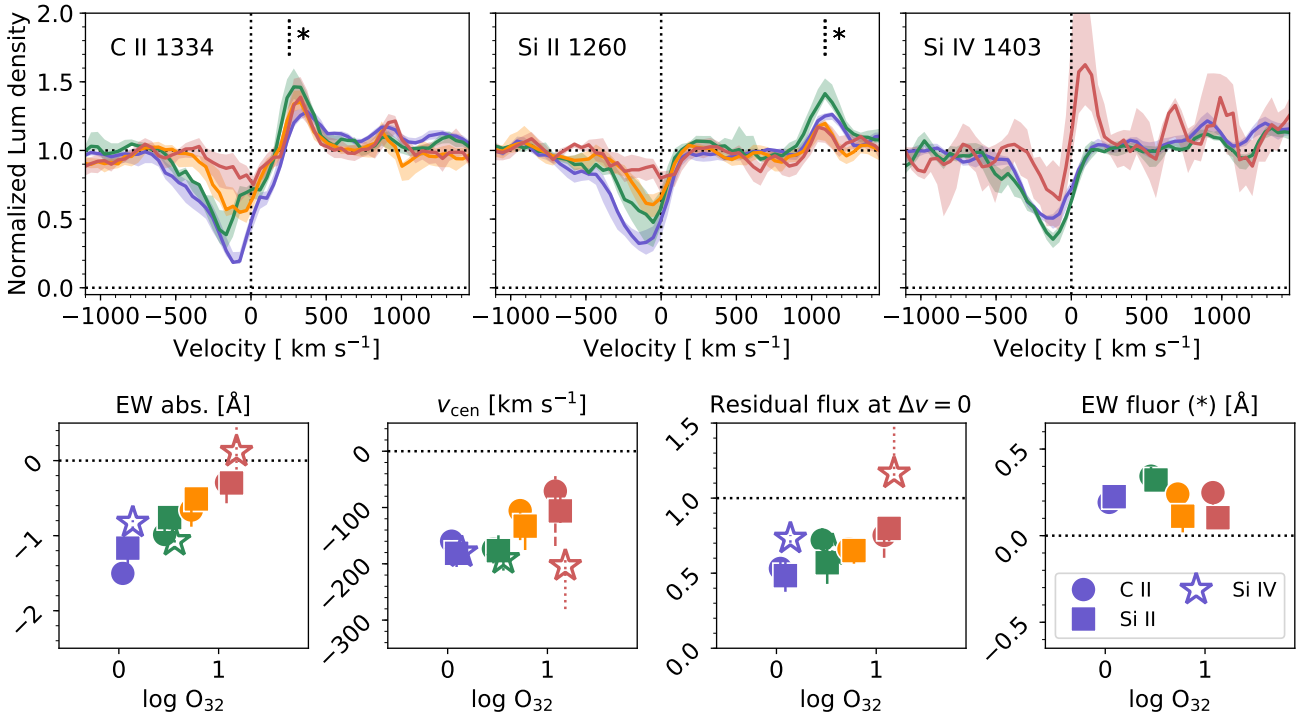 Normalized Lum density
2.0
1.5
1.0
0.5
0.0
C II 1334
*
Si II 1260
*
Si IV 1403
−1000 −500 0 500 1000
−1000 −500 0 500 1000
−1000 −500 0 500 1000
Velocity [ km s⁻¹]
Velocity [ km s⁻¹]
Velocity [ km s⁻¹]
EW abs. [Å]
0
−1
−2
0 1
log O₃₂
v_cen [km s⁻¹]
0
−100
−200
−300
0 1
log O₃₂
Residual flux at Δv = 0
1.5
1.0
0.5
0.0
0 1
log O₃₂
EW fluor (*) [Å]
0.5
0.0
−0.5
C II
Si II
Si IV
0 1
log O₃₂